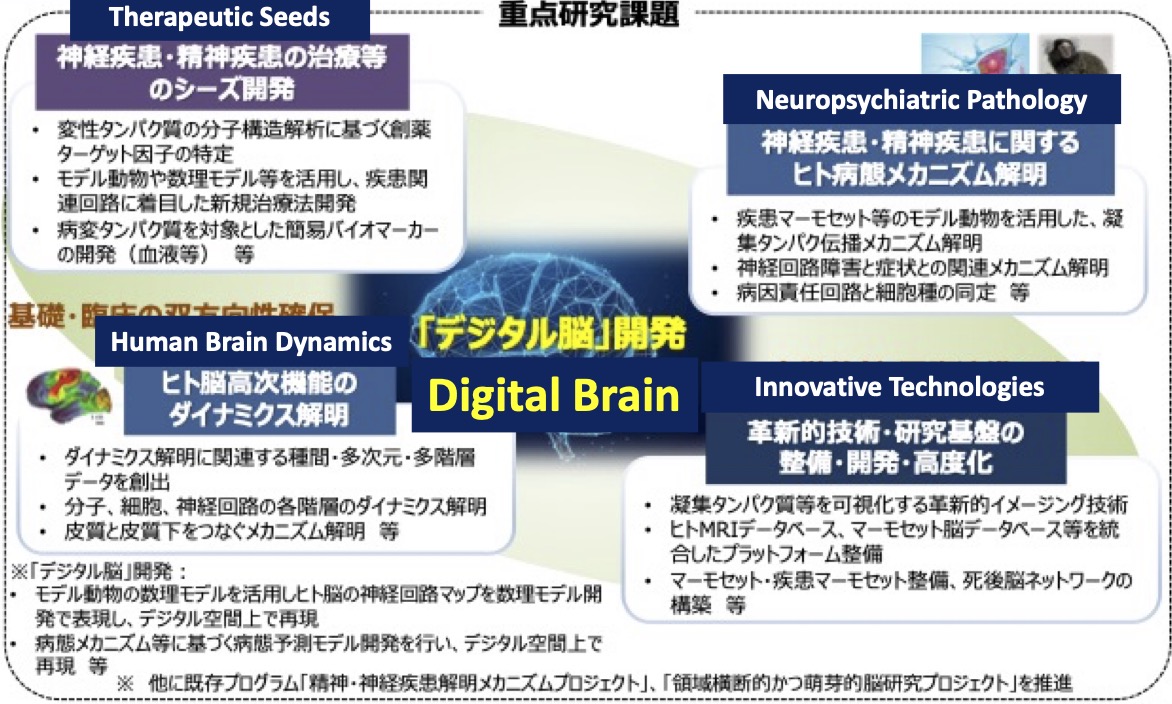 重点研究課題
Therapeutic Seeds
神経疾患・精神疾患の治療等
のシーズ開発
• 変性タンパク質の分子構造解析に基づく創薬
ターゲット因子の特定
• モデル動物や数理モデル等を活用し、疾患関
連回路に着目した新規治療法開発
• 病変タンパク質を対象とした簡易バイオマーカー
の開発（血液等） 等
Neuropsychiatric Pathology
神経疾患・精神疾患に関する
ヒト病態メカニズム解明
• 疾患マーモセット等のモデル動物を活用した、凝
集タンパク伝播メカニズム解明
• 神経回路障害と症状との関連メカニズム解明
• 病因責任回路と細胞種の同定 等
基礎・臨床の双方向性確保
「デジタル脳」開発
Digital Brain
Human Brain Dynamics
ヒト脳高次機能の
ダイナミクス解明
• ダイナミクス解明に関連する種間・多次元・多階層
データを創出
• 分子、細胞、神経回路の各階層のダイナミクス解明
• 皮質と皮質下をつなぐメカニズム解明 等
Innovative Technologies
革新的技術・研究基盤の
整備・開発・高度化
• 凝集タンパク質等を可視化する革新的イメージング技術
• ヒトMRIデータベース、マーモセット脳データベース等を統
合したプラットフォーム整備
• マーモセット・疾患マーモセット整備、死後脳ネットワークの
構築 等
※「デジタル脳」開発：
• モデル動物の数理モデルを活用しヒト脳の神経回路マップを数理モデル開
発で表現し、デジタル空間上で再現
• 病態メカニズム等に基づく病態予測モデル開発を行い、デジタル空間上で
再現 等
※ 他に既存プログラム「精神・神経疾患解明メカニズムプロジェクト」、「領域横断的かつ萌芽的脳研究プロジェクト」を推進